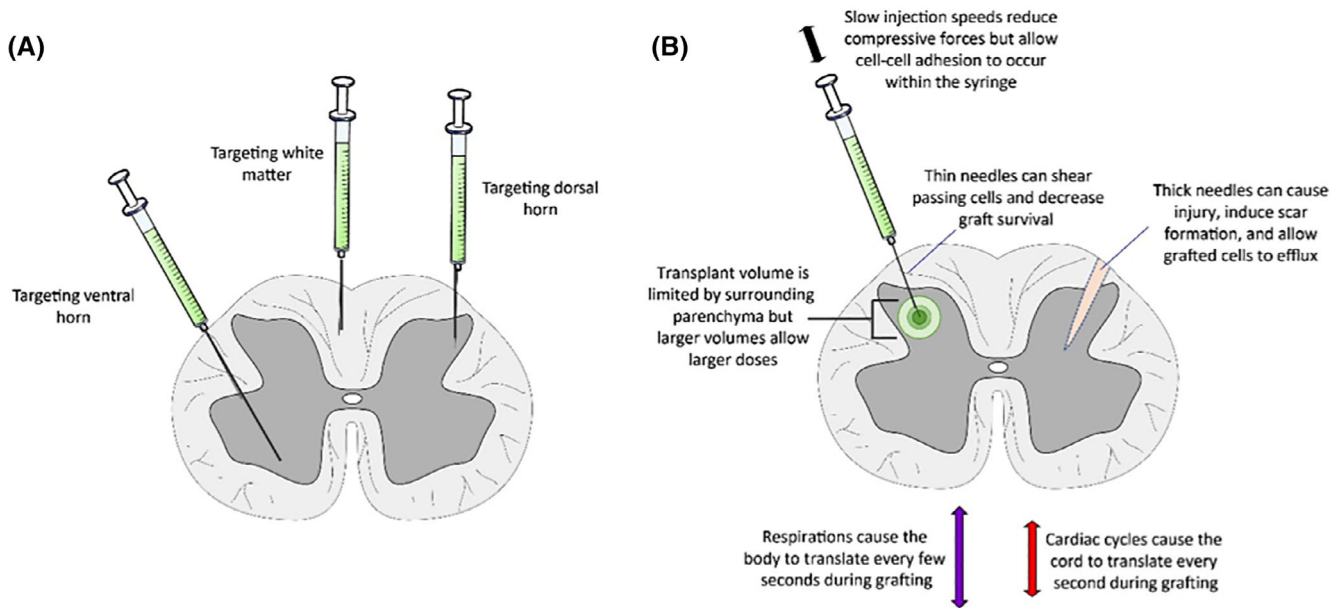 (A)
Targeting white
matter
Targeting dorsal
horn
Targeting ventral
horn
(B)
Slow injection speeds reduce
compressive forces but allow
cell-cell adhesion to occur
within the syringe
Thin needles can shear
passing cells and decrease
graft survival
Thick needles can cause
injury, induce scar
formation, and allow
grafted cells to efflux
Transplant volume is
limited by surrounding
parenchyma but
larger volumes allow
larger doses
Respirations cause the
body to translate every few
seconds during grafting
Cardiac cycles cause the
cord to translate every
second during grafting